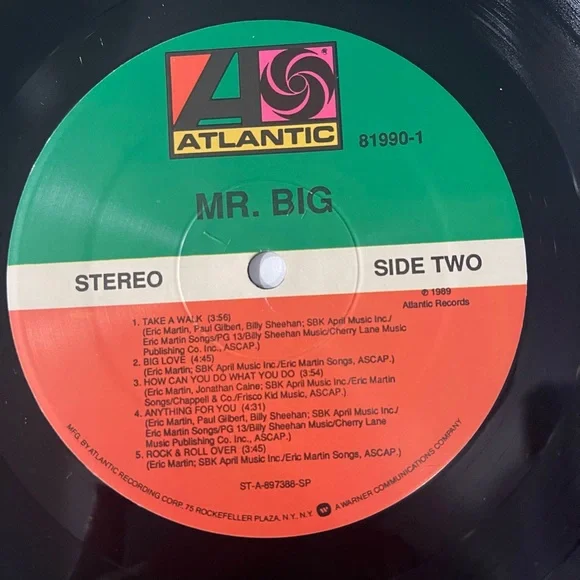 ATLANTIC
81990-1
MR. BIG
STEREO
SIDE TWO
℗ 1989
Atlantic Records
1. TAKE A WALK (3:56)
(Eric Martin, Paul Gilbert, Billy Sheehan; SBK April Music Inc./
Eric Martin Songs/PG 13/Billy Sheehan Music/Cherry Lane Music
Publishing Co. Inc., ASCAP.)
2. BIG LOVE (4:45)
(Eric Martin; SBK April Music Inc./Eric Martin Songs, ASCAP.)
3. HOW CAN YOU DO WHAT YOU DO (3:54)
(Eric Martin, Jonathan Caine; SBK April Music Inc./Eric Martin
Songs/Chappell & Co./Frisco Kid Music, ASCAP.)
4. ANYTHING FOR YOU (4:31)
(Eric Martin, Paul Gilbert, Billy Sheehan; SBK April Music Inc./
Eric Martin Songs/PG 13/Billy Sheehan Music/Cherry Lane
Music Publishing Co. Inc., ASCAP.)
5. ROCK & ROLL OVER (3:45)
(Eric Martin; SBK April Music Inc./Eric Martin Songs, ASCAP.)
ST-A-897388-SP
MFG. BY ATLANTIC RECORDING CORP. 75 ROCKEFELLER PLAZA, N.Y., N.Y. A WARNER COMMUNICATIONS COMPANY